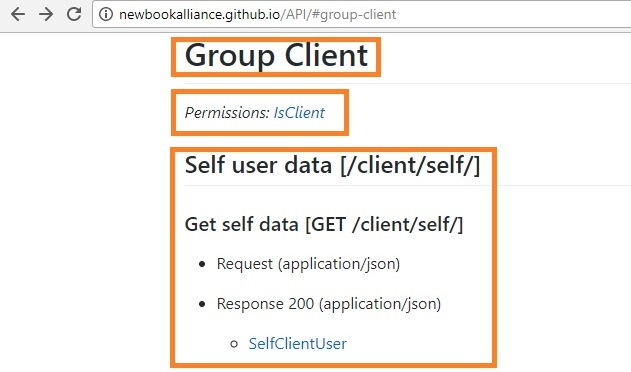 newbookalliance.github.io/API/#group-client
Group Client
Permissions: IsClient
Self user data [/client/self/]
Get self data [GET /client/self/]
Request (application/json)
Response 200 (application/json)
SelfClientUser